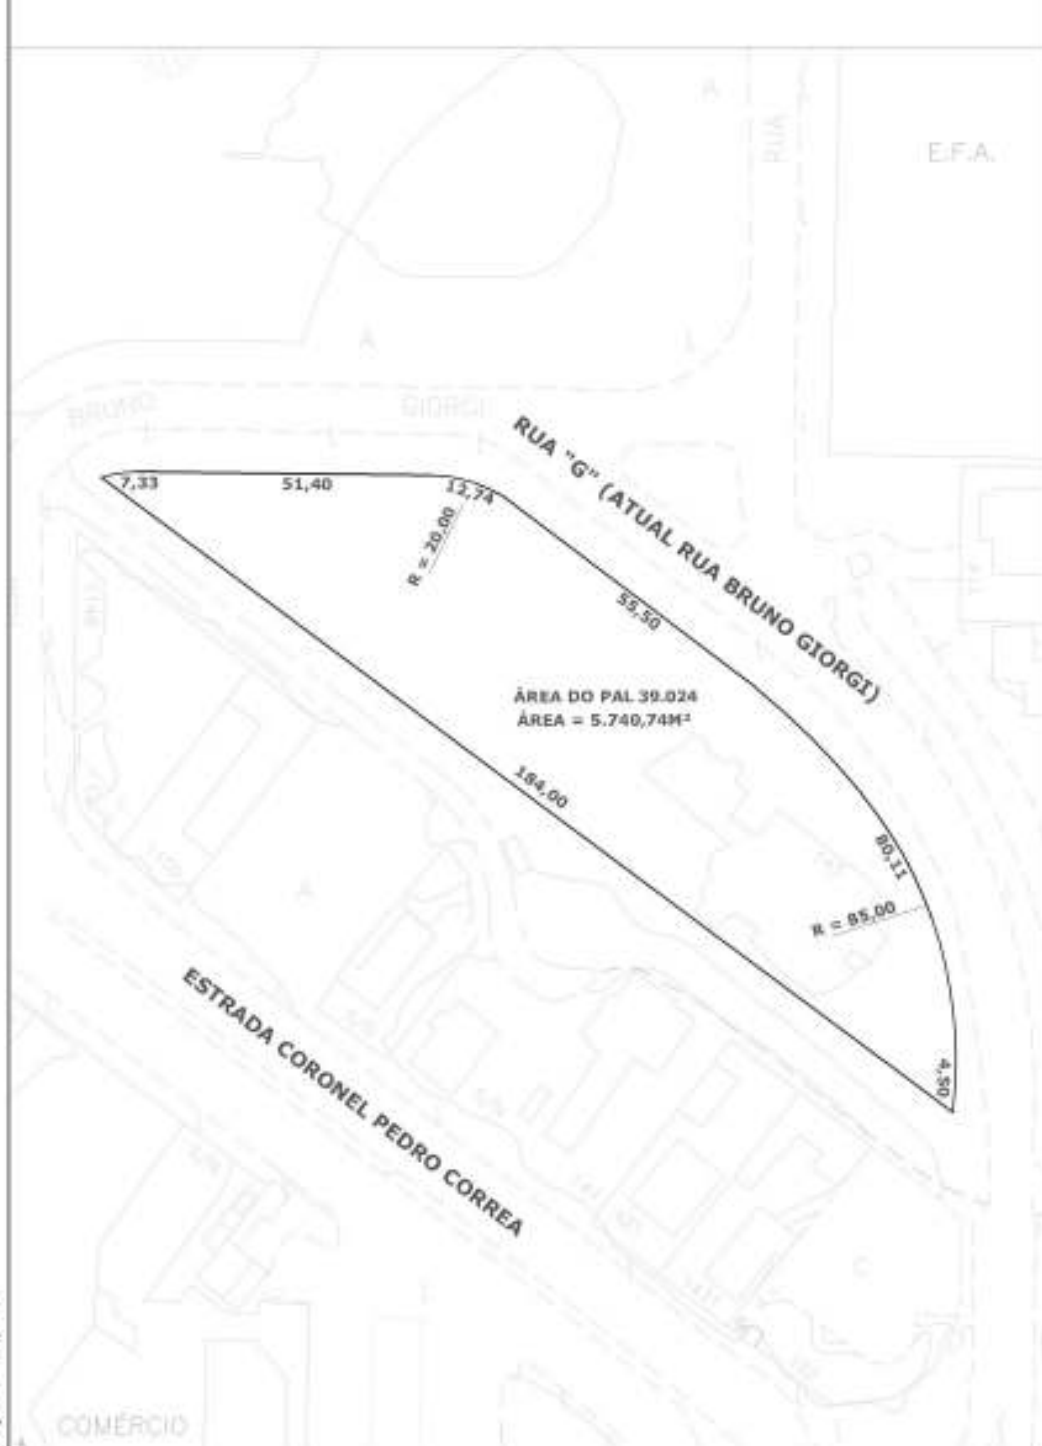 RUA
E.F.A.
BRUNO
GIORGI
RUA "G" (ATUAL RUA BRUNO GIORGI)
7,33
51,40
12,74
R = 20,00
55,50
ÁREA DO PAL 39.024
ÁREA = 5.740,74M²
184,00
80,11
R = 85,00
4,50
ESTRADA CORONEL PEDRO CORREA
C
COMÉRCIO